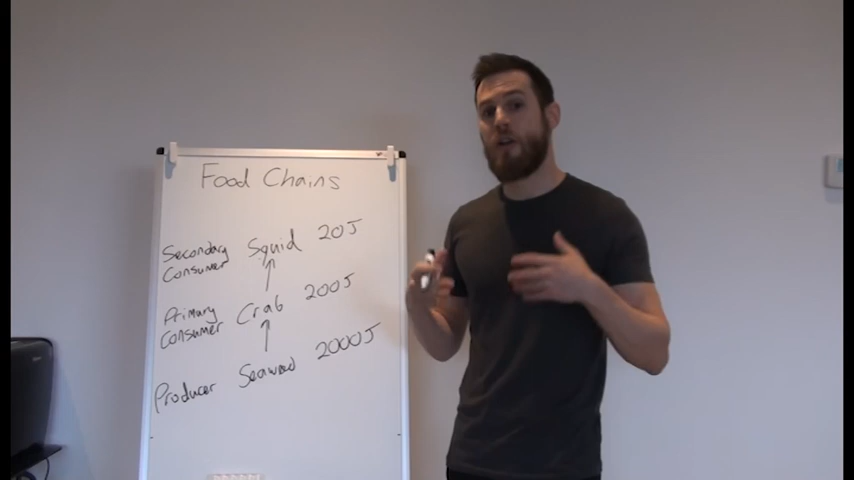 Food Chains
Secondary Consumer Squid 20J
Primary Consumer Crab 200J
Producer Seaweed 2000J